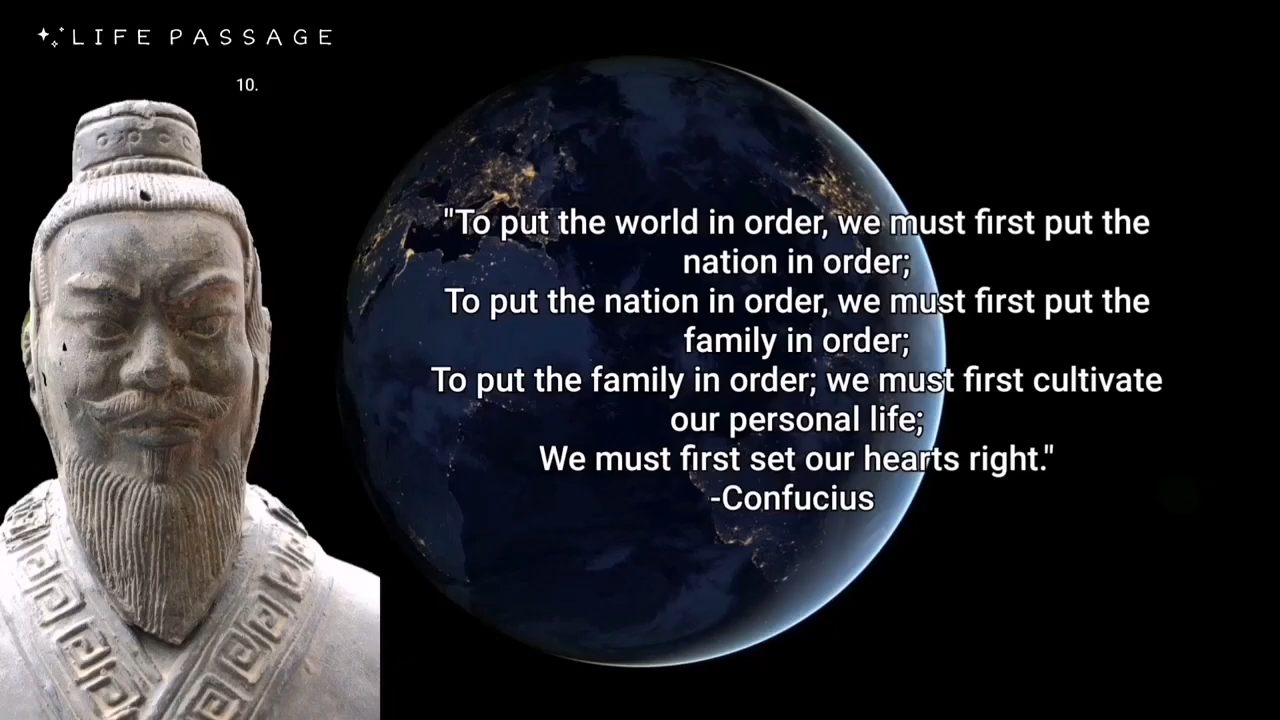 LIFE PASSAGE
10.
"To put the world in order, we must first put the
nation in order;
To put the nation in order, we must first put the
family in order;
To put the family in order; we must first cultivate
our personal life;
We must first set our hearts right."
-Confucius